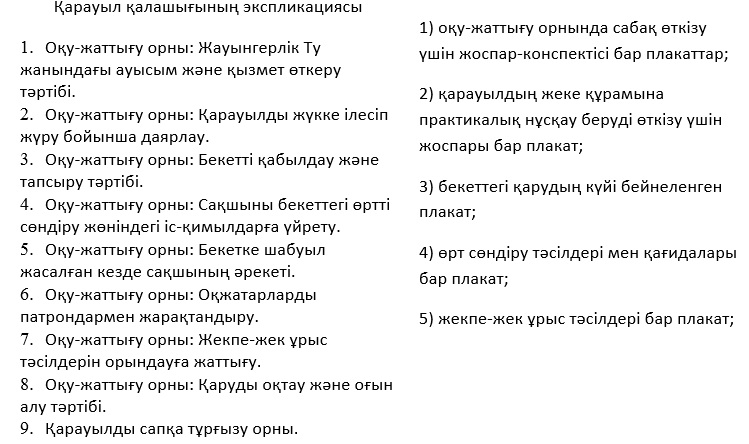 Қарауыл қалашығының экспликациясы
1. Оқу-жаттығу орны: Жауынгерлік Ту
жанындағы ауысым және қызмет өткеру
тәртібі.
2. Оқу-жаттығу орны: Қарауылды жүкке ілесіп
жүру бойынша даярлау.
3. Оқу-жаттығу орны: Бекетті қабылдау және
тапсыру тәртібі.
4. Оқу-жаттығу орны: Сақшыны бекеттегі өртті
сөндіру жөніндегі іс-қимылдарға үйрету.
5. Оқу-жаттығу орны: Бекетке шабуыл
жасалған кезде сақшының әрекеті.
6. Оқу-жаттығу орны: Оқжатарларды
патрондармен жарақтандыру.
7. Оқу-жаттығу орны: Жекпе-жек ұрыс
тәсілдерін орындауға жаттығу.
8. Оқу-жаттығу орны: Қаруды оқтау және оғын
алу тәртібі.
9. Қарауылды сапқа тұрғызу орны.
1) оқу-жаттығу орнында сабақ өткізу
үшін жоспар-конспектісі бар плакаттар;
2) қарауылдың жеке құрамына
практикалық нұсқау беруді өткізу үшін
жоспары бар плакат;
3) бекеттегі қарудың күйі бейнеленген
плакат;
4) өрт сөндіру тәсілдері мен қағидалары
бар плакат;
5) жекпе-жек ұрыс тәсілдері бар плакат;